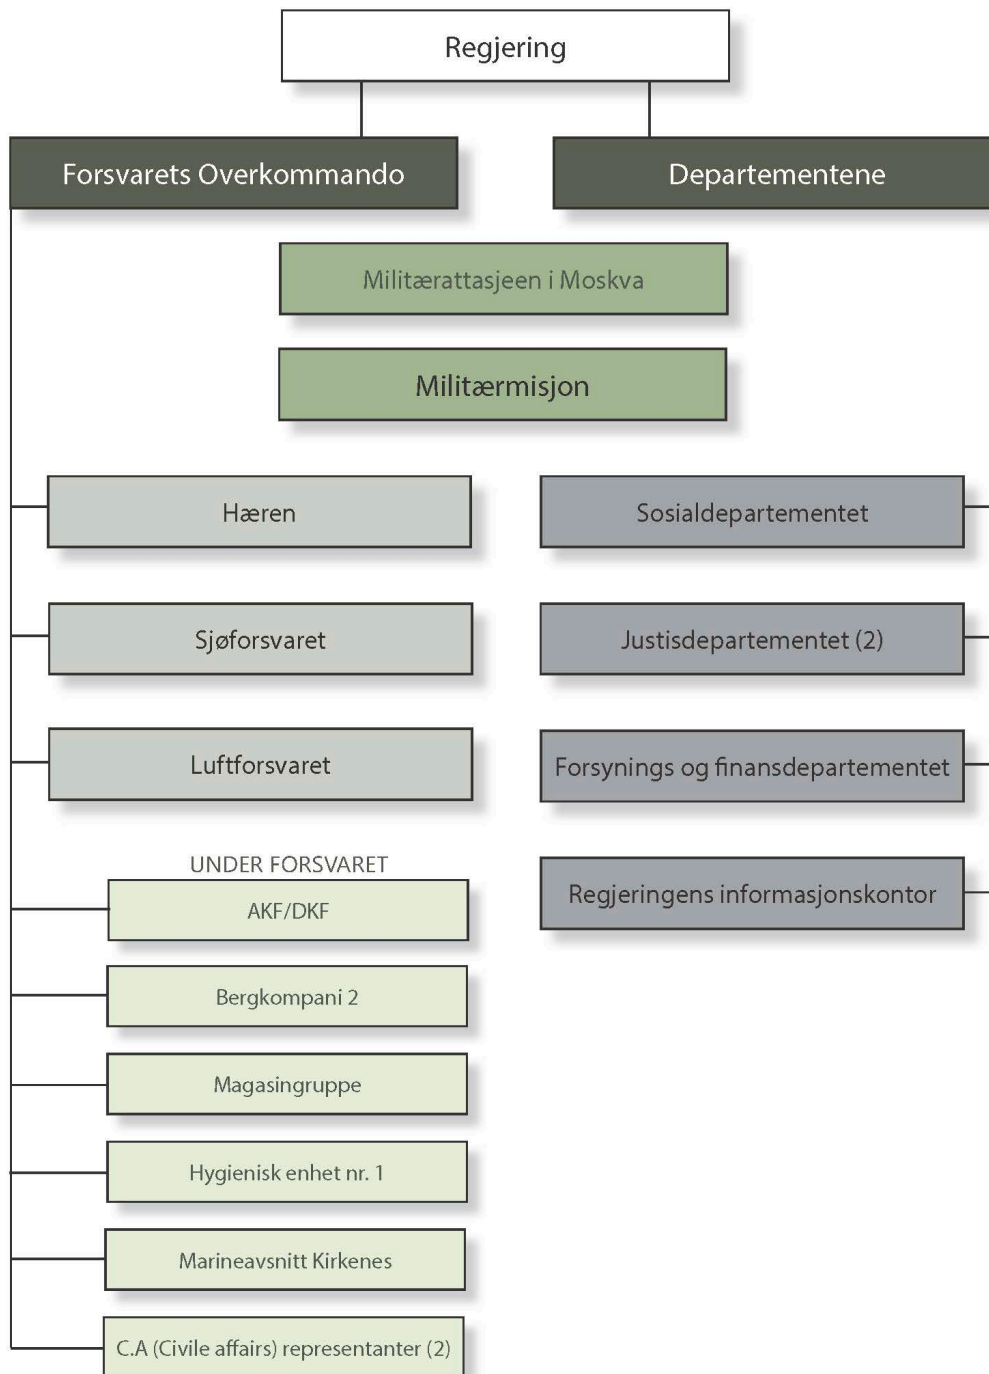 Regjering
Forsvarets Overkommando
Departementene
Militærattasjeen i Moskva
Militærmisjon
Hæren
Sjøforsvaret
Luftforsvaret
UNDER FORSVARET
AKF/DKF
Bergkompani 2
Magasingruppe
Hygienisk enhet nr. 1
Marineavsnitt Kirkenes
C.A (Civile affairs) representanter (2)
Sosialdepartementet
Justisdepartementet (2)
Forsynings og finansdepartementet
Regjeringens informasjonskontor